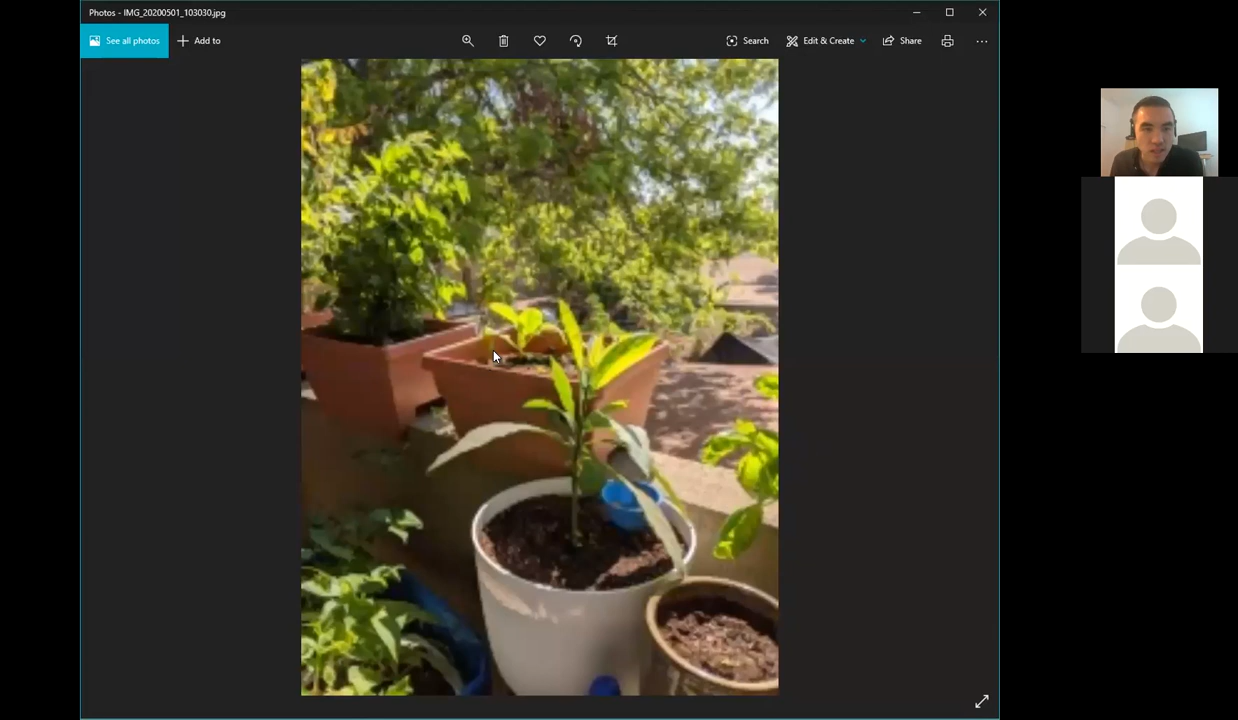 Photos - IMG_20200501_103030.jpg
See all photos
Add to
Search
Edit & Create
Share